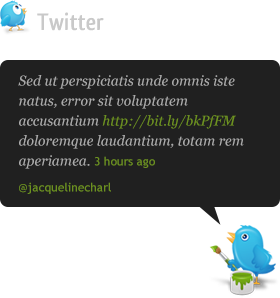 Twitter
Sed ut perspiciatis unde omnis iste
natus, error sit voluptatem
accusantium http://bit.ly/bkPfFM
doloremque laudantium, totam rem
aperiamea. 3 hours ago
@jacquelinecharl